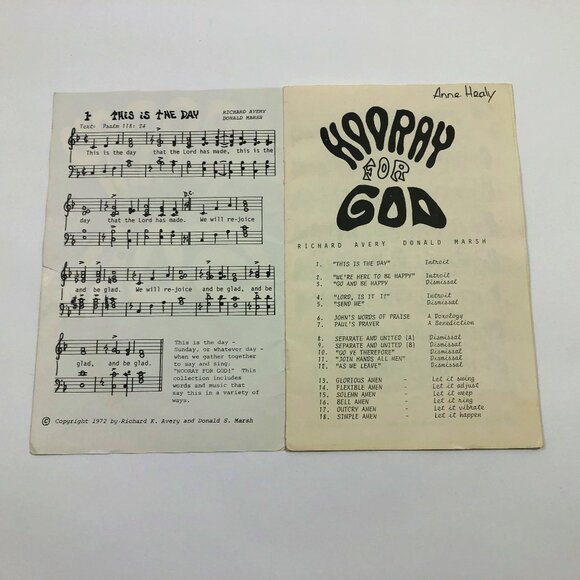 1 THIS IS THE DAY
RICHARD AVERY
DONALD MARSH
Text: Psalm 118: 24
This is the day that the Lord has made, this is the
D.C.
day that the Lord has made. We will re-joice
and be glad. We will re-joice and be glad, and be
glad, and be glad.
This is the day -
Sunday, or whatever day -
when we gather together
to say and sing:
"HOORAY FOR GOD!" This
collection includes
words and music that
say this in a variety of
ways.
© Copyright 1972 by Richard K. Avery and Donald S. Marsh
Anne Healy
HOORAY
FOR
GOD
RICHARD AVERY DONALD MARSH
1. "THIS IS THE DAY" Introit
2. "WE'RE HERE TO BE HAPPY" Introit
3. "GO AND BE HAPPY" Dismissal
4. "LORD, IS IT I?" Introit
5. "SEND ME" Dismissal
6. JOHN'S WORDS OF PRAISE A Doxology
7. PAUL'S PRAYER A Benediction
8. SEPARATE AND UNITED (A) Dismissal
9. SEPARATE AND UNITED (B) Dismissal
10. "GO YE THEREFORE" Dismissal
11. "JOIN HANDS ALL MEN" Dismissal
12. "AS WE LEAVE" Dismissal
13. GLORIOUS AMEN - Let it swing
14. FLEXIBLE AMEN - Let it adjust
15. SOLEMN AMEN - Let it weep
16. BELL AMEN - Let it ring
17. OUTCRY AMEN - Let it vibrate
18. SIMPLE AMEN - Let it happen